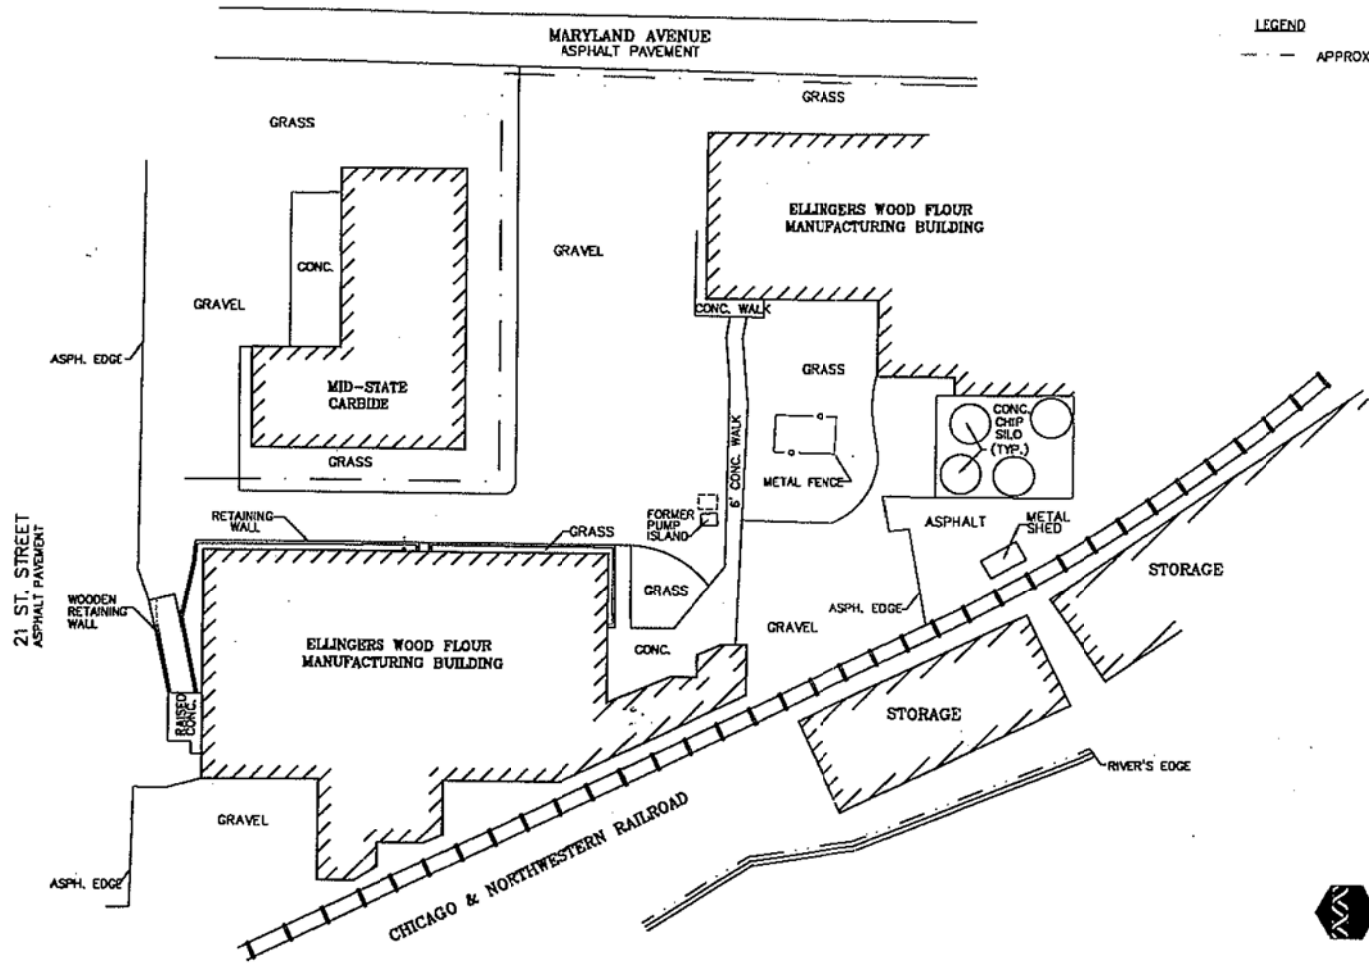 MARYLAND AVENUE
ASPHALT PAVEMENT
LEGEND
APPROX
GRASS
GRASS
ELLINGERS WOOD FLOUR
MANUFACTURING BUILDING
GRAVEL
CONC.
GRAVEL
CONC. WALK
ASPH. EDGE
MID-STATE
CARBIDE
GRASS
CONC.
CHIP
SILO
(TYP.)
6' CONC. WALK
GRASS
METAL FENCE
RETAINING
WALL
FORMER
PUMP
ISLAND
ASPHALT
METAL
SHED
GRASS
21 ST. STREET
ASPHALT PAVEMENT
WOODEN
RETAINING
WALL
GRASS
STORAGE
ASPH. EDGE
GRAVEL
ELLINGERS WOOD FLOUR
MANUFACTURING BUILDING
CONC.
RAISED
CONC.
STORAGE
RIVER'S EDGE
GRAVEL
CHICAGO & NORTHWESTERN RAILROAD
ASPH. EDGE